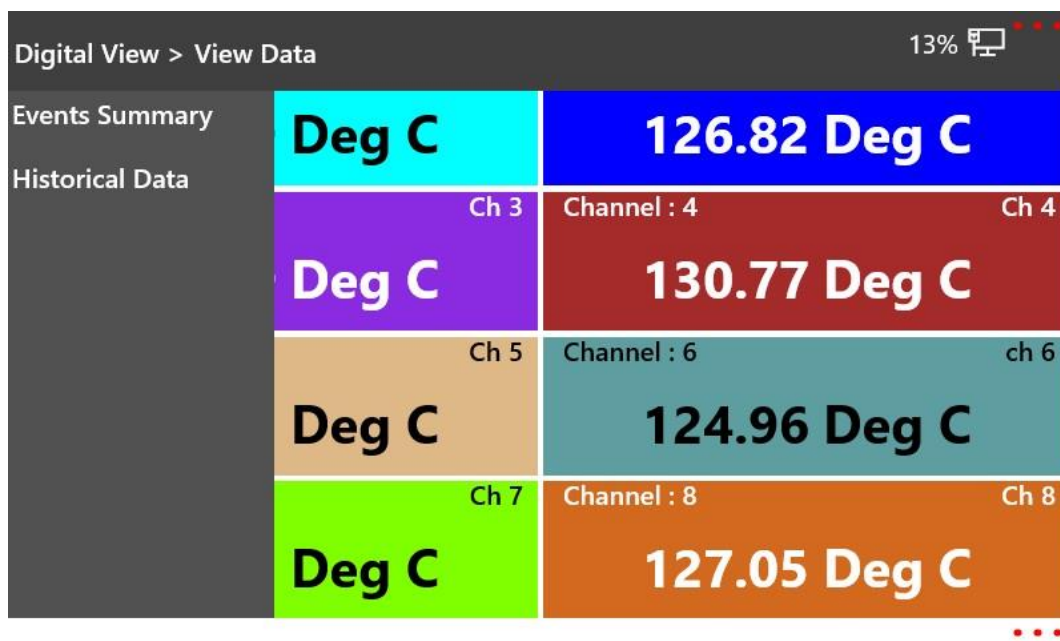 Digital View > View Data
13%
Events Summary
Historical Data
Deg C
126.82 Deg C
Ch 3
Channel : 4
Ch 4
Deg C
130.77 Deg C
Ch 5
Channel : 6
ch 6
Deg C
124.96 Deg C
Ch 7
Channel : 8
Ch 8
Deg C
127.05 Deg C